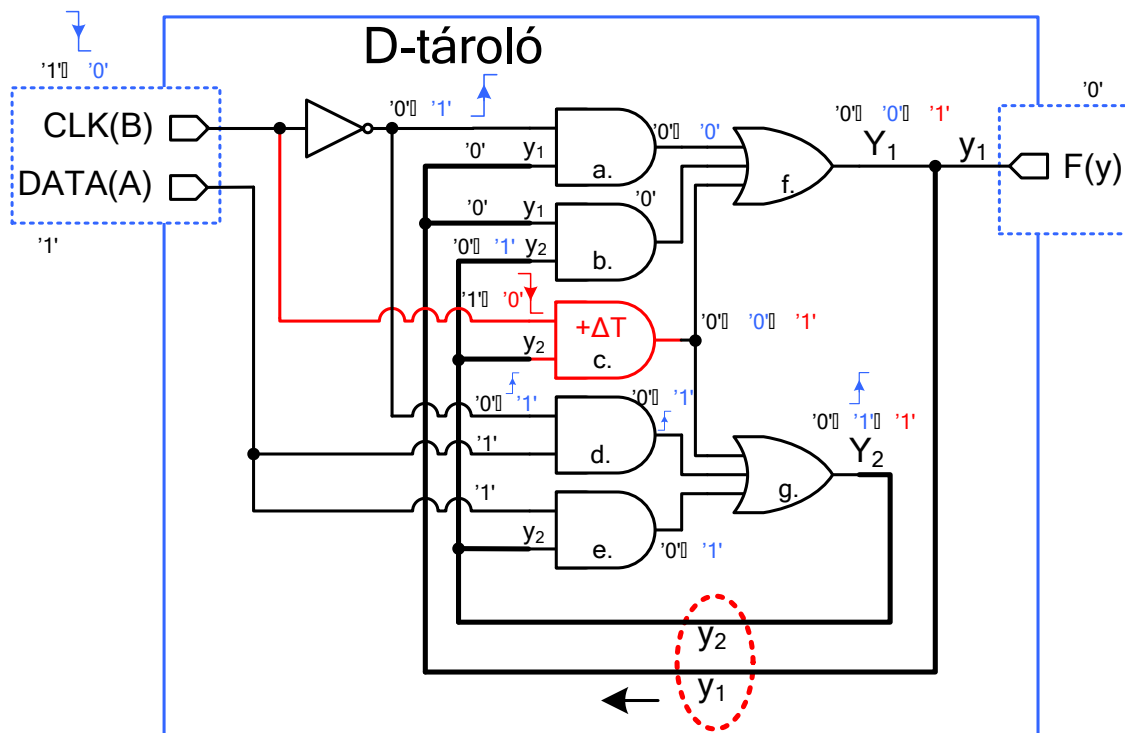 D-tároló
'1'▯ '0'
'0'
CLK(B)
DATA(A)
'1'
'0'▯ '1'
'0' y₁
a.
'0'▯ '0'
f.
'0'▯ '0'▯ '1'
Y₁
y₁
F(y)
'0' y₁
'0'▯ '1'
y₂
b.
'0'
'1'▯ '0'
+ΔT
y₂
c.
'0'▯ '0'▯ '1'
'0'▯ '1'
'1'
d.
'0'▯ '1'
'0'▯ '1'▯ '1'
Y₂
g.
'1'
y₂
e.
'0'▯ '1'
y₂
y₁